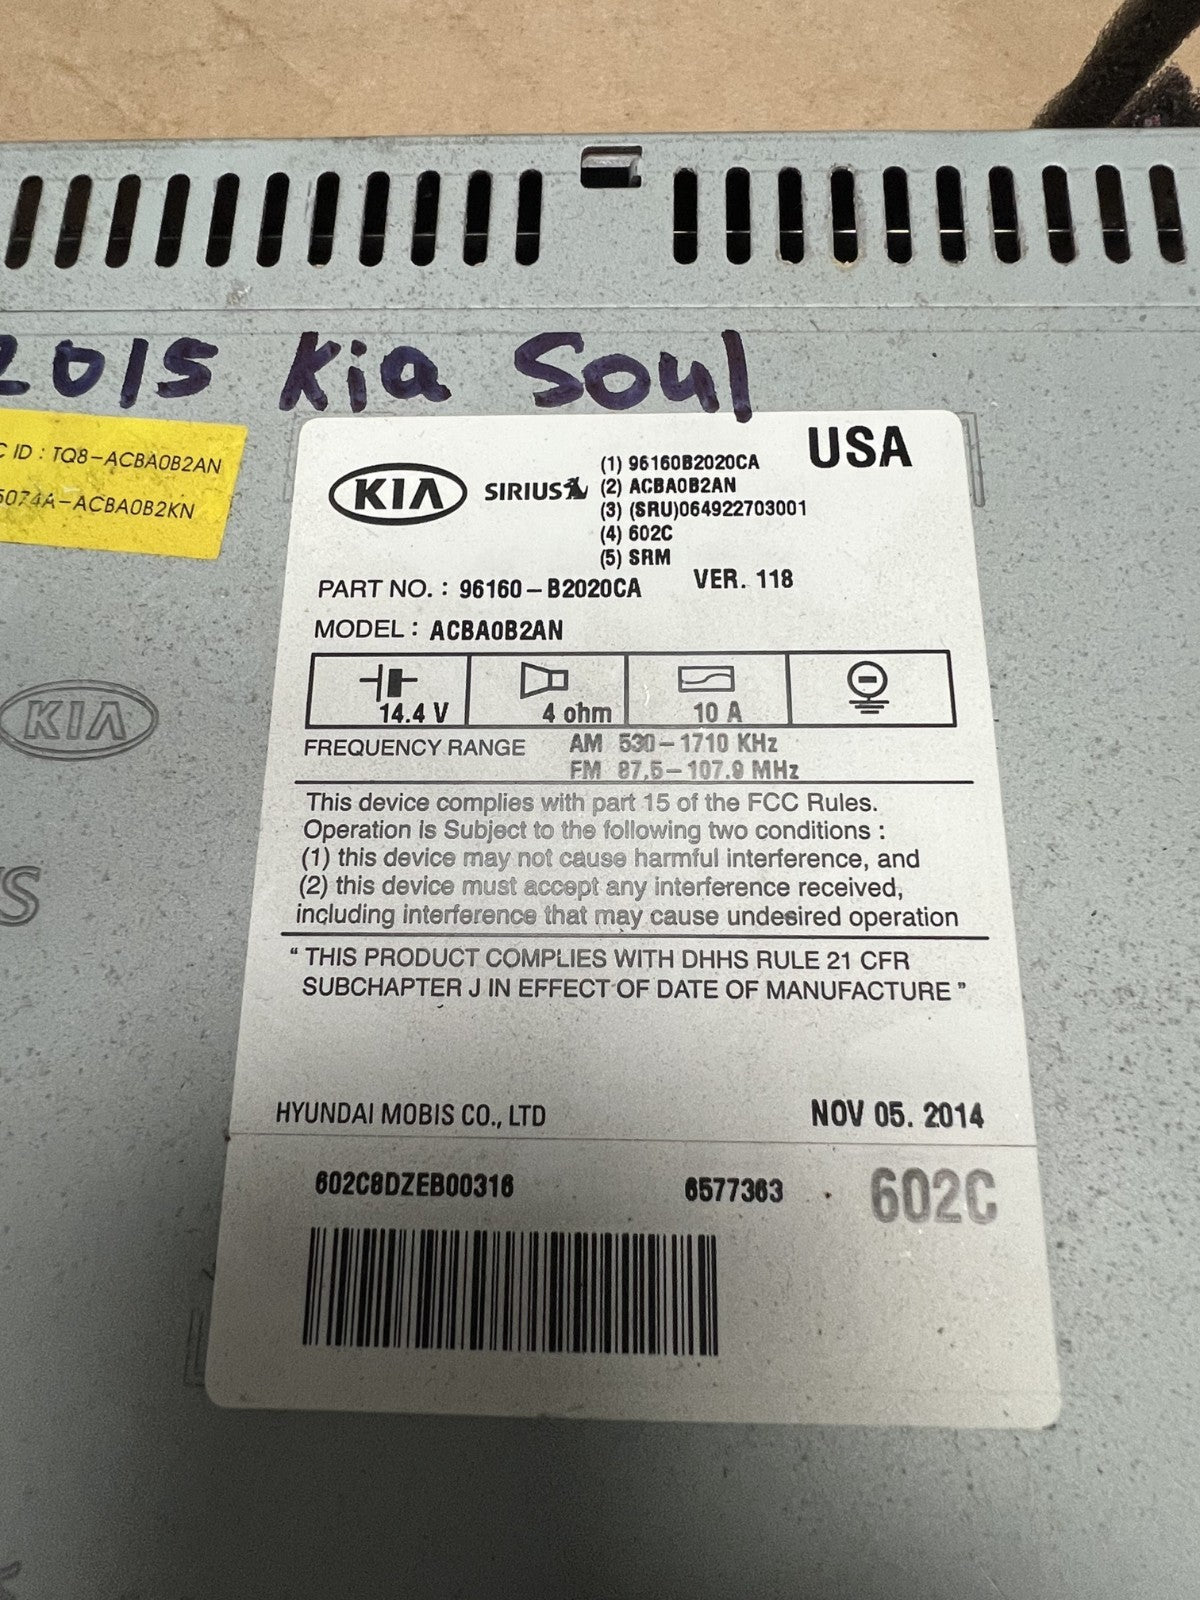 2015 Kia Soul
C ID : TQ8-ACBA0B2AN
5074A-ACBA0B2KN
USA
KIA SIRIUS
(1) 96160B2020CA
(2) ACBA0B2AN
(3) (SRU)064922703001
(4) 602C
(5) SRM
VER. 118
PART NO. : 96160-B2020CA
MODEL : ACBA0B2AN
14.4 V 4 ohm 10 A
FREQUENCY RANGE AM 530-1710 KHz
FM 87.5-107.9 MHz
This device complies with part 15 of the FCC Rules.
Operation is Subject to the following two conditions :
(1) this device may not cause harmful interference, and
(2) this device must accept any interference received,
including interference that may cause undesired operation
" THIS PRODUCT COMPLIES WITH DHHS RULE 21 CFR
SUBCHAPTER J IN EFFECT OF DATE OF MANUFACTURE "
HYUNDAI MOBIS CO., LTD NOV 05. 2014
602C8DZEB00316 6577363 602C
KIA